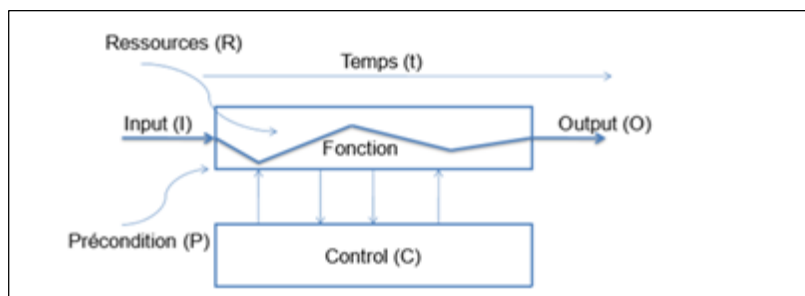 Ressources (R)
Temps (t)
Input (I)
Output (O)
Fonction
Précondition (P)
Control (C)